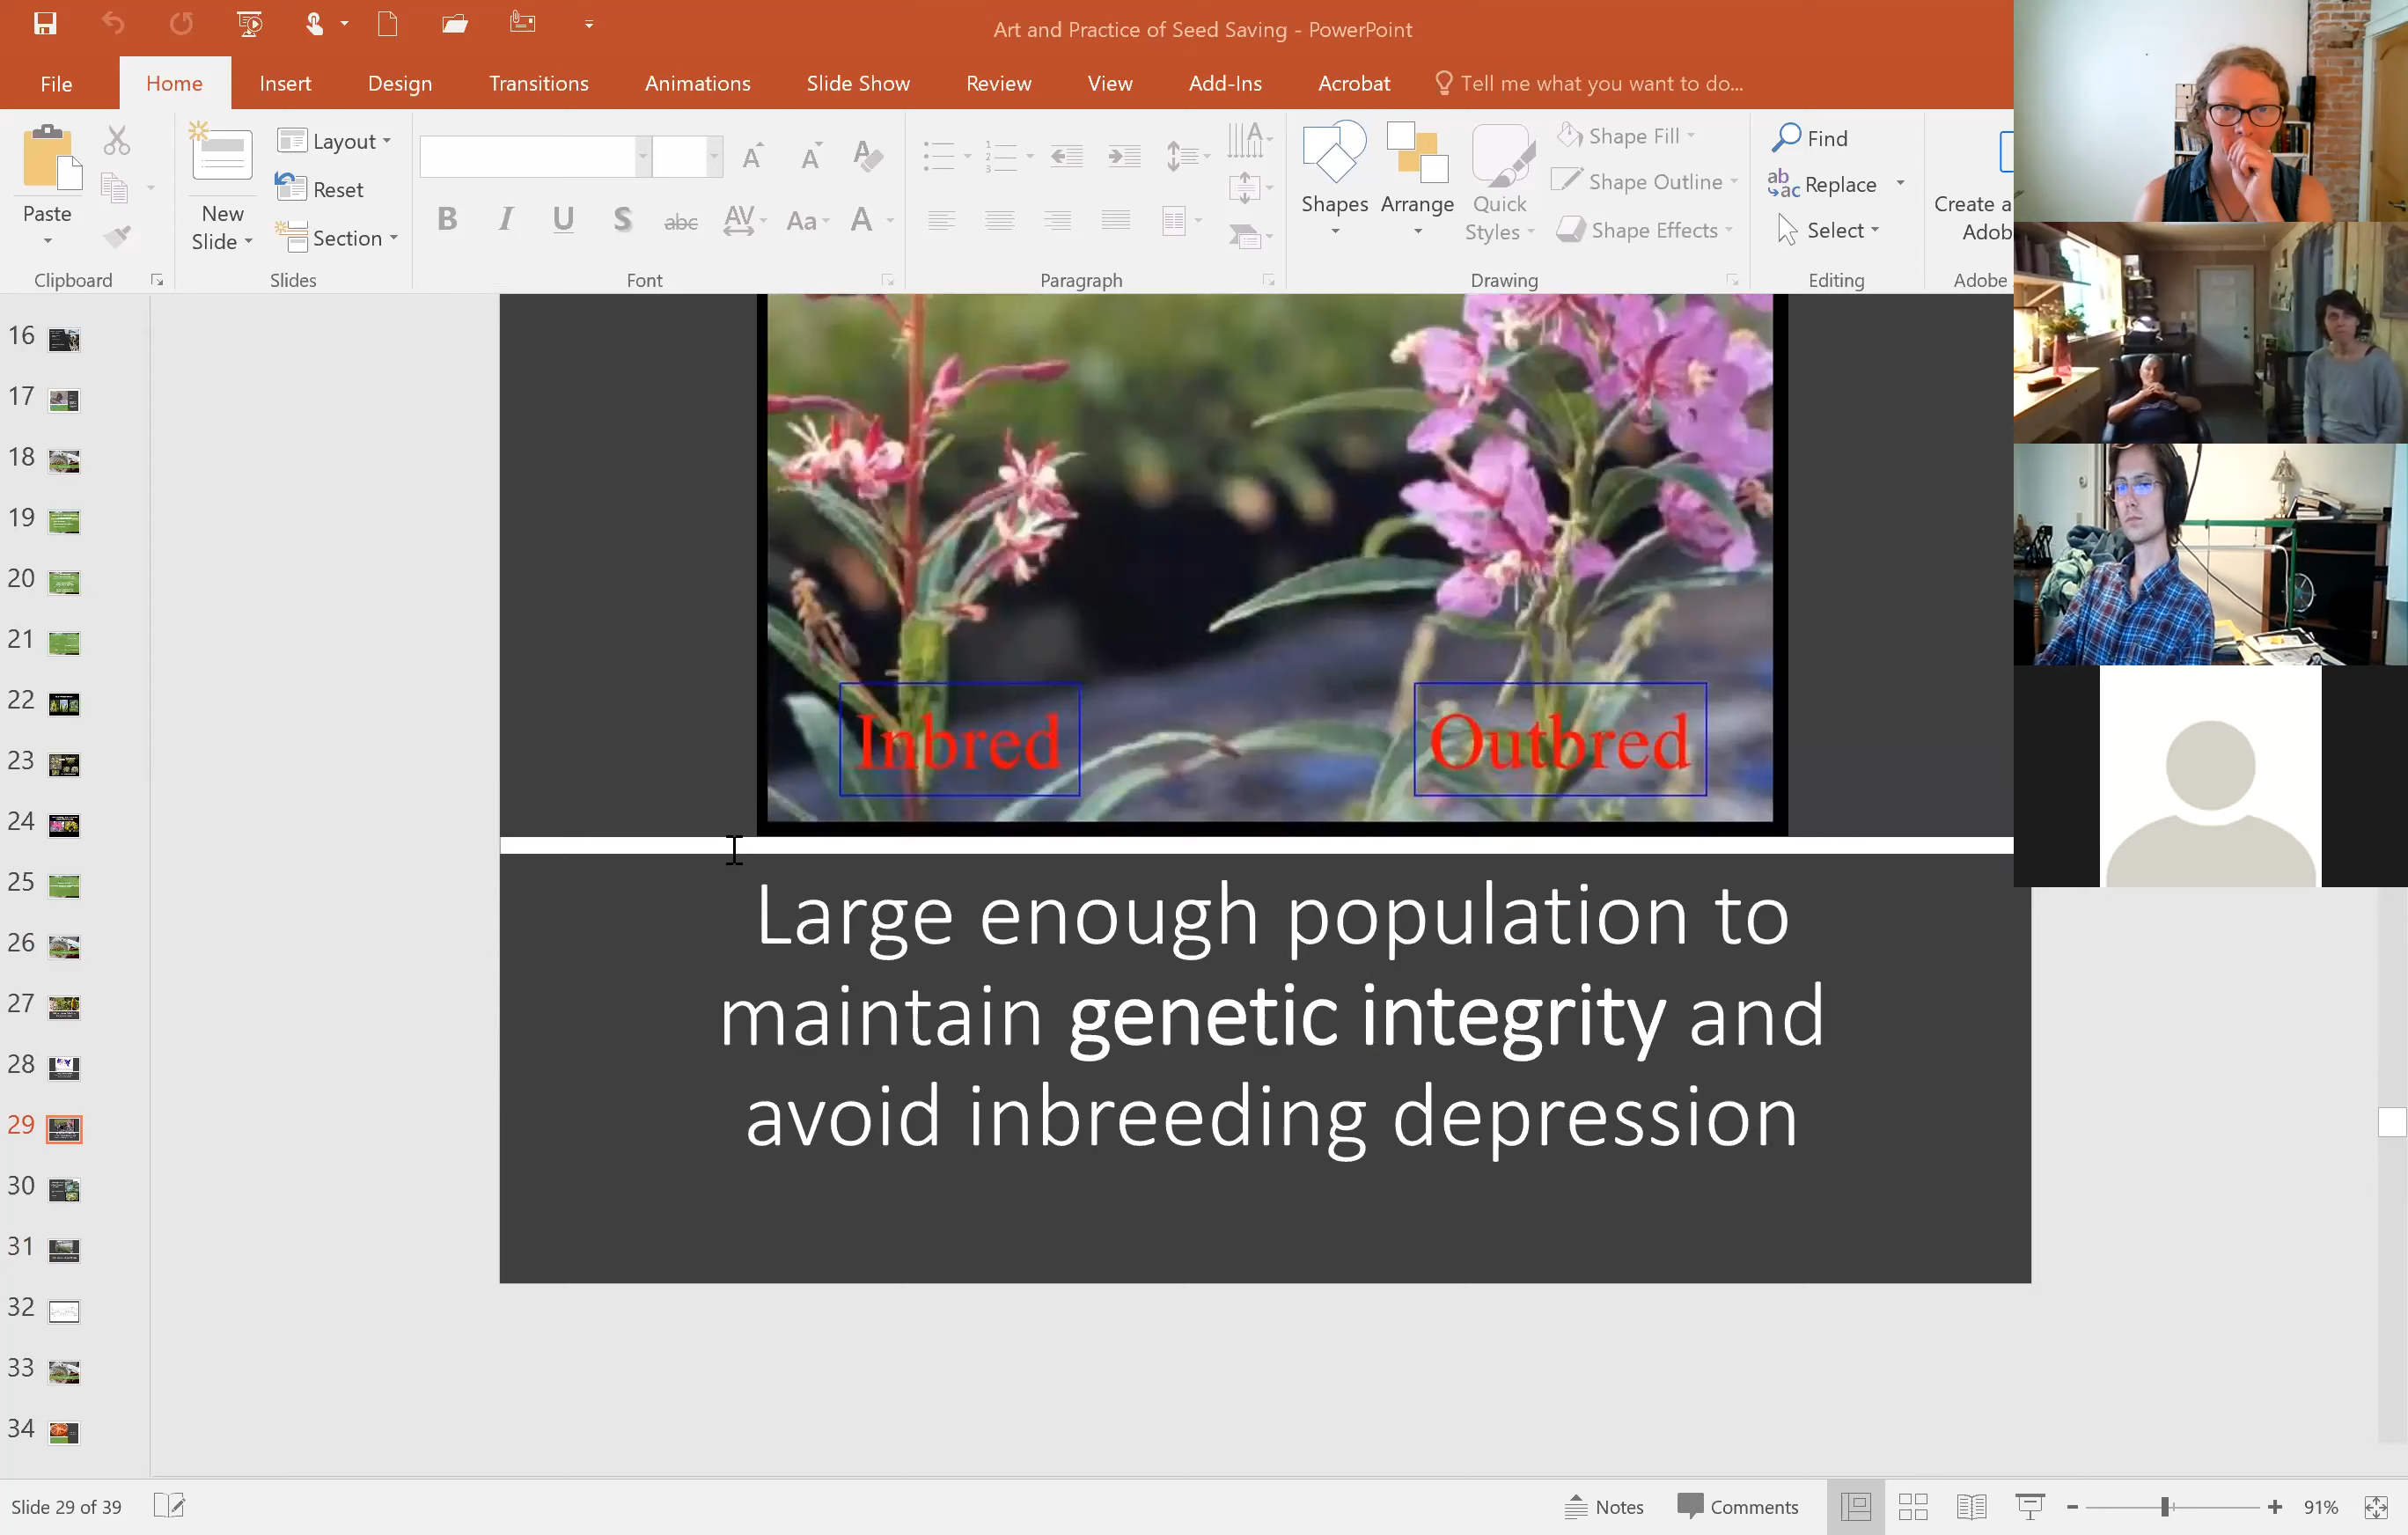 Art and Practice of Seed Saving - PowerPoint
File Home Insert Design Transitions Animations Slide Show Review View Add-Ins Acrobat Tell me what you want to do...
Paste
Clipboard
New
Slide
Layout
Reset
Section
Slides
B I U S abc AV Aa A
Font
Paragraph
Shapes
Arrange
Quick
Styles
Shape Fill
Shape Outline
Shape Effects
Drawing
Find
Replace
Select
Editing
Create a
Adob
Adobe
16
17
18
19
20
21
22
23
24
25
26
27
28
29
30
31
32
33
34
Inbred
Outbred
Large enough population to
maintain genetic integrity and
avoid inbreeding depression
Slide 29 of 39
Notes
Comments
91%